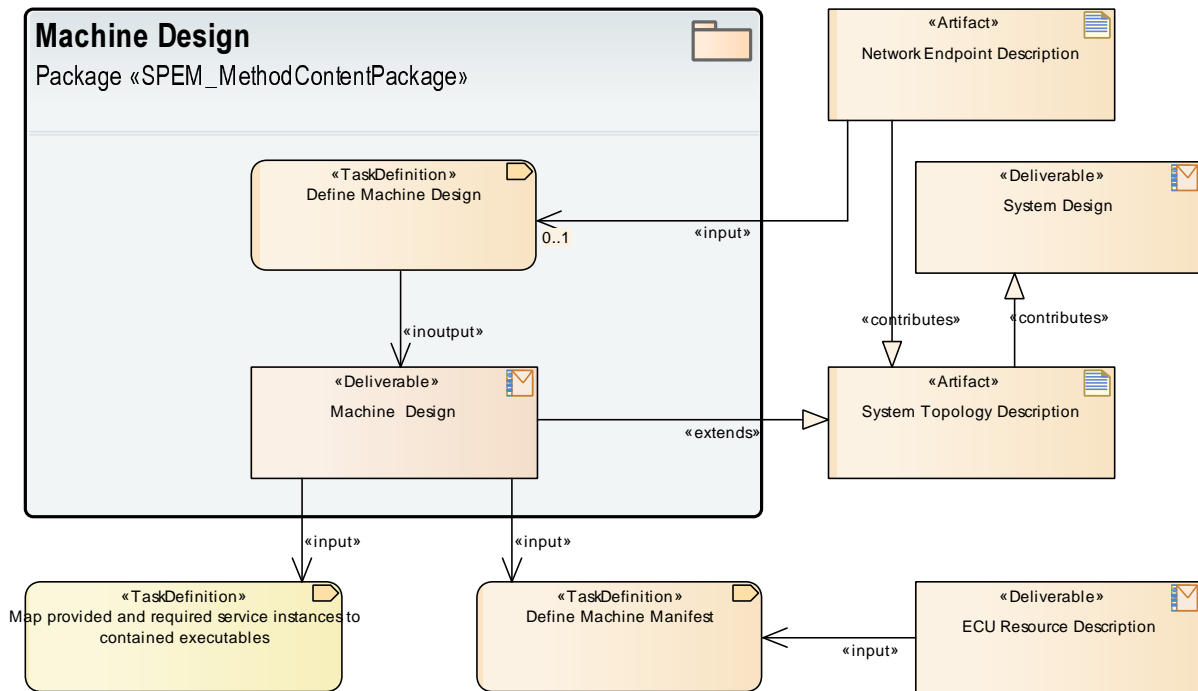 Machine Design
Package «SPEM_MethodContentPackage»
«Artifact»
Network Endpoint Description
«TaskDefinition»
Define Machine Design
«Deliverable»
System Design
«input»
0..1
«inoutput»
«contributes»
«contributes»
«Deliverable»
Machine  Design
«extends»
«Artifact»
System Topology Description
«input»
«input»
«TaskDefinition»
Map provided and required service instances to
contained executables
«TaskDefinition»
Define Machine Manifest
«input»
«Deliverable»
ECU Resource Description